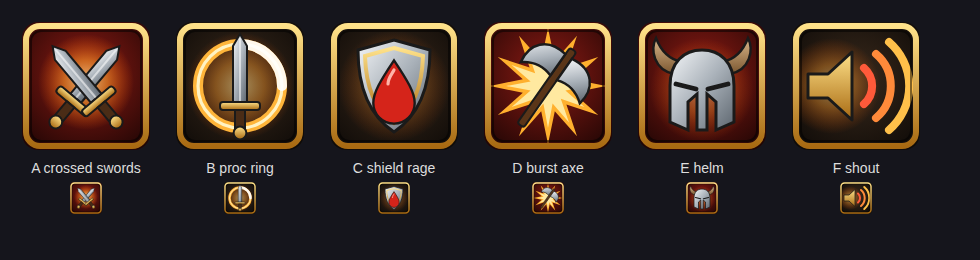 A crossed swords
B proc ring
C shield rage
D burst axe
E helm
F shout